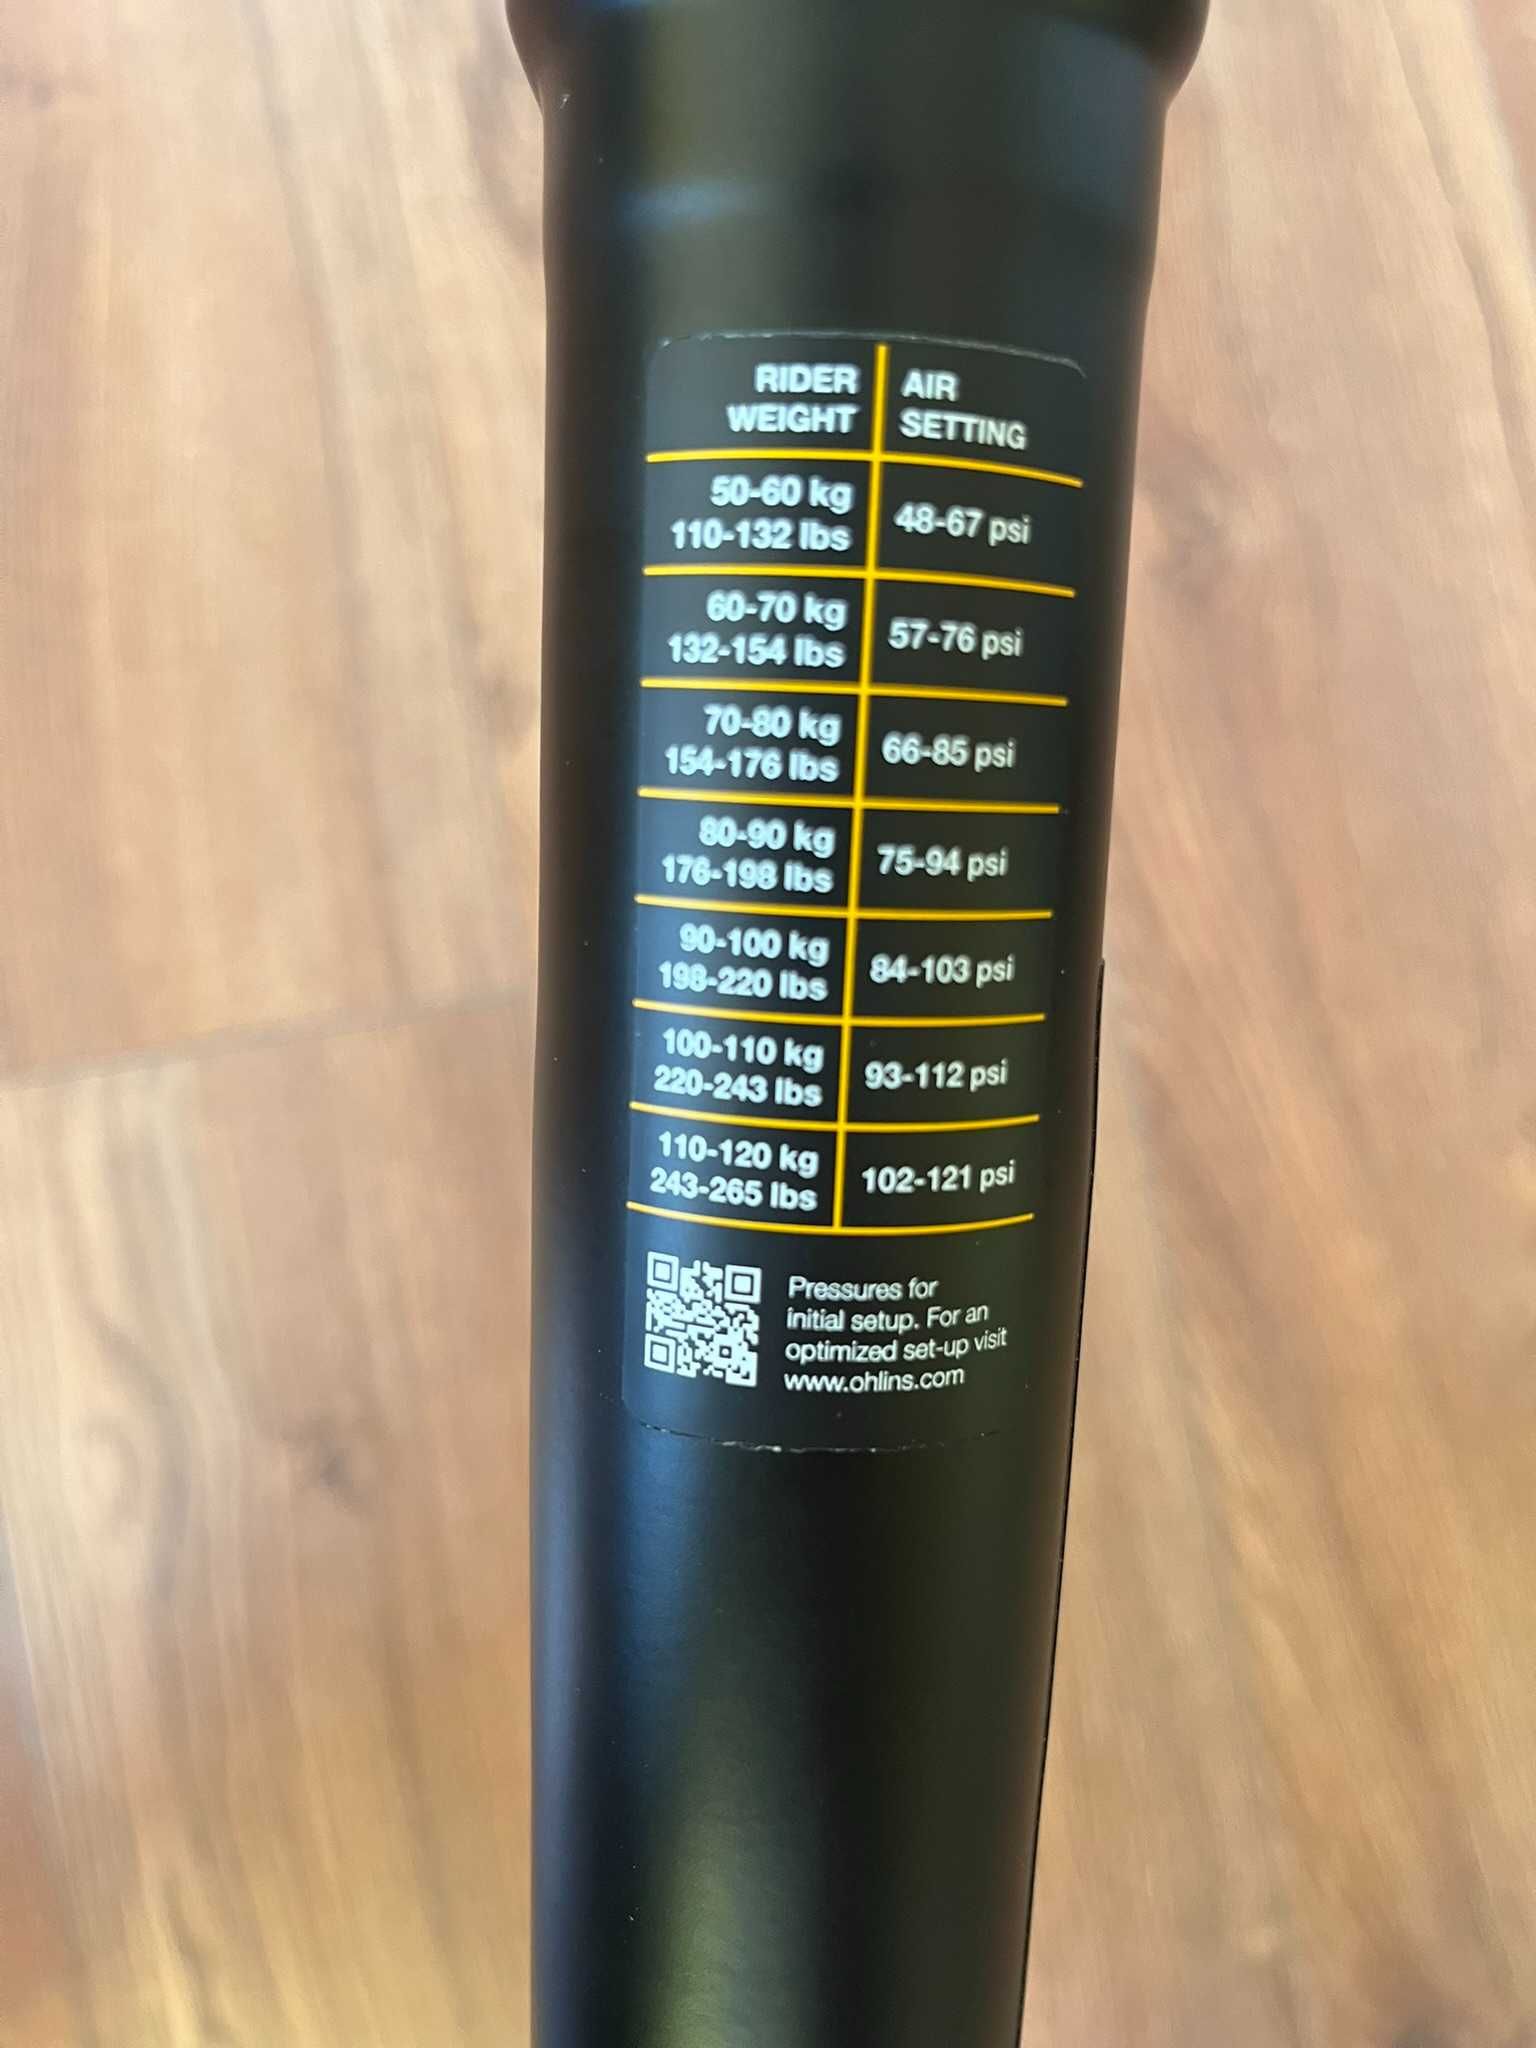 RIDER WEIGHT
AIR SETTING
50-60 kg
110-132 lbs
48-67 psi
60-70 kg
132-154 lbs
57-76 psi
70-80 kg
154-176 lbs
66-85 psi
80-90 kg
176-198 lbs
75-94 psi
90-100 kg
198-220 lbs
84-103 psi
100-110 kg
220-243 lbs
93-112 psi
110-120 kg
243-265 lbs
102-121 psi
Pressures for
initial setup. For an
optimized set-up visit
www.ohlins.com